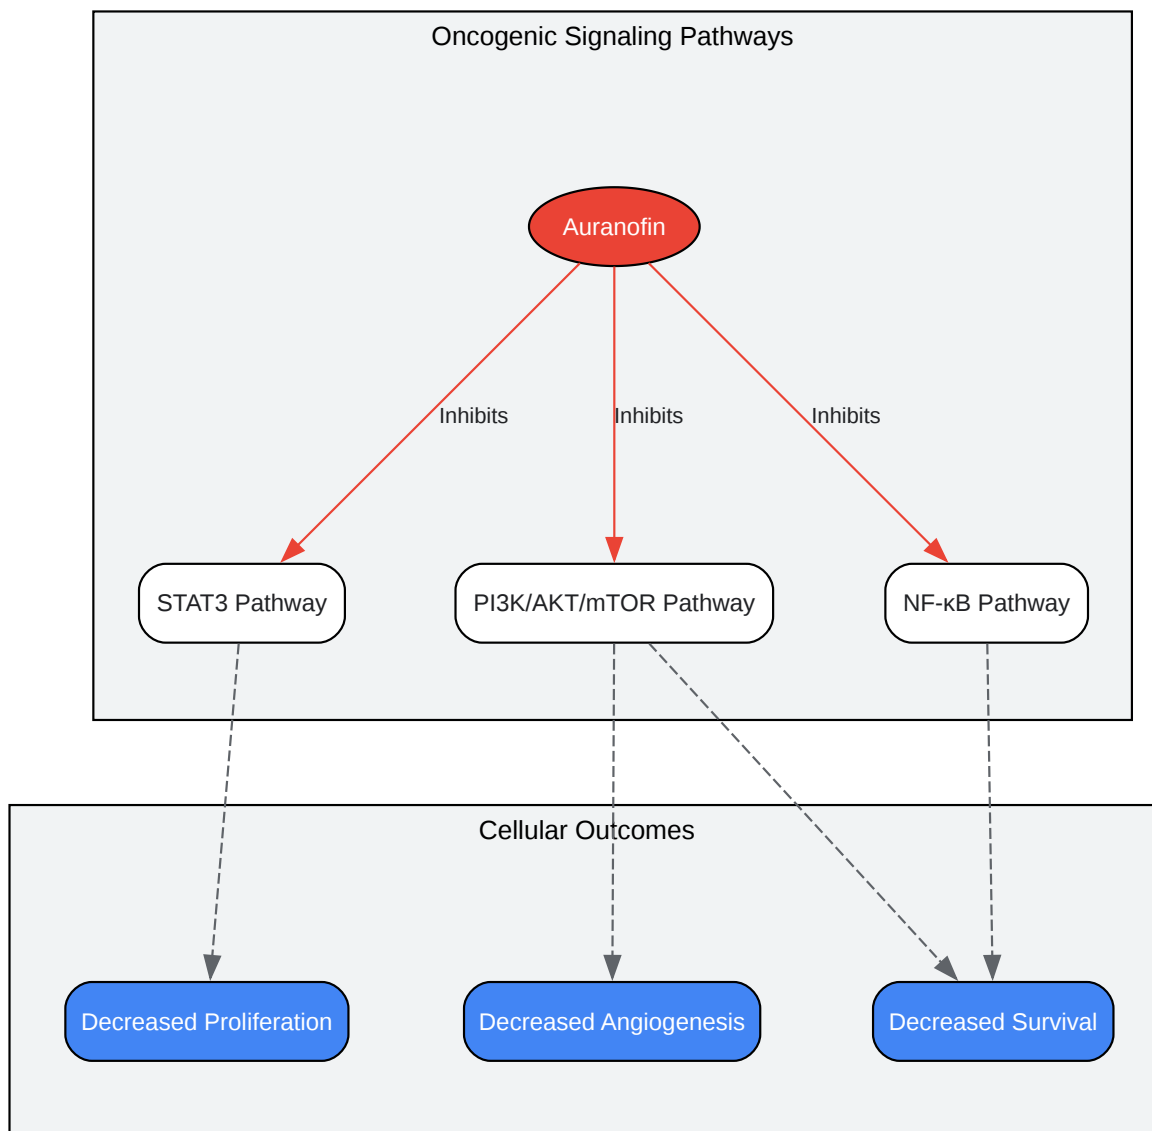 Oncogenic Signaling Pathways
Auranofin
Inhibits
Inhibits
Inhibits
STAT3 Pathway
PI3K/AKT/mTOR Pathway
NF-κB Pathway
Cellular Outcomes
Decreased Proliferation
Decreased Angiogenesis
Decreased Survival